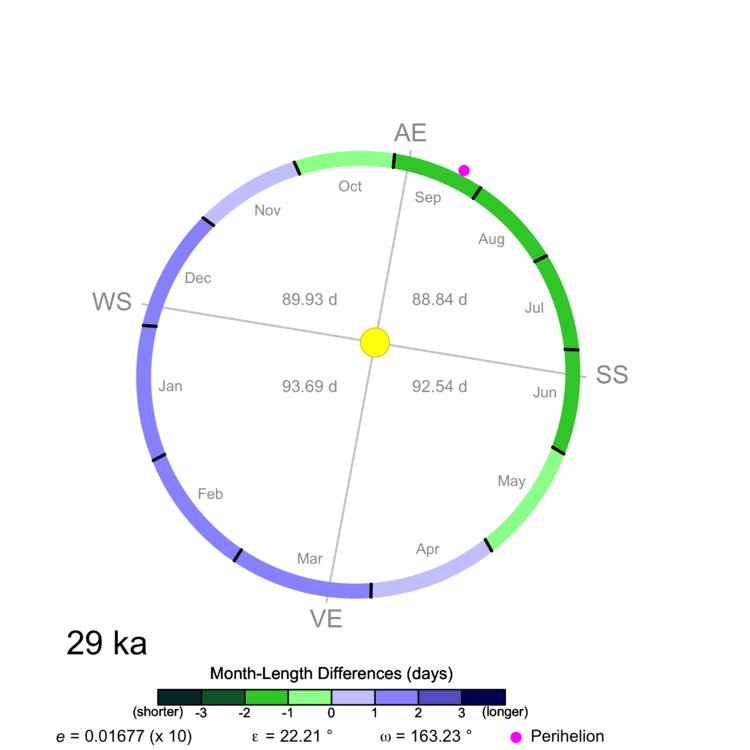 AE
Oct
Sep
Nov
Aug
Dec
89.93 d
88.84 d
WS
Jul
SS
Jan
93.69 d
92.54 d
Jun
Feb
May
Mar
Apr
VE
29 ka
Month-Length Differences (days)
(shorter) -3 -2 -1 0 1 2 3 (longer)
e = 0.01677 (x 10) ε = 22.21 ° ω = 163.23 ° Perihelion